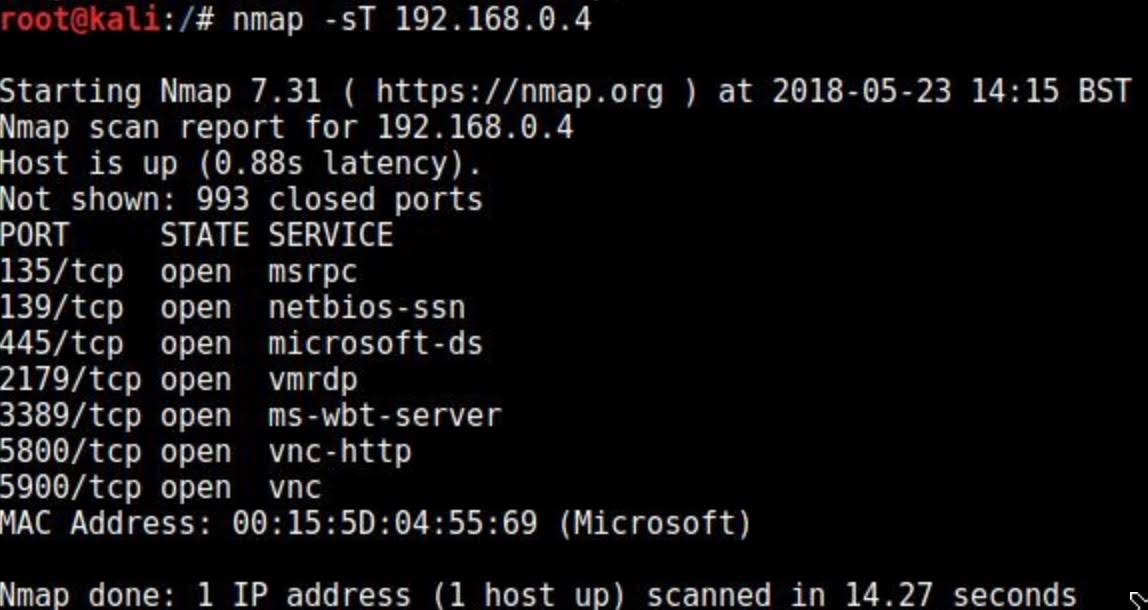 root@kali:/# nmap -sT 192.168.0.4
Starting Nmap 7.31 ( https://nmap.org ) at 2018-05-23 14:15 BST
Nmap scan report for 192.168.0.4
Host is up (0.88s latency).
Not shown: 993 closed ports
PORT     STATE SERVICE
135/tcp  open  msrpc
139/tcp  open  netbios-ssn
445/tcp  open  microsoft-ds
2179/tcp open  vmrdp
3389/tcp open  ms-wbt-server
5800/tcp open  vnc-http
5900/tcp open  vnc
MAC Address: 00:15:5D:04:55:69 (Microsoft)
Nmap done: 1 IP address (1 host up) scanned in 14.27 seconds